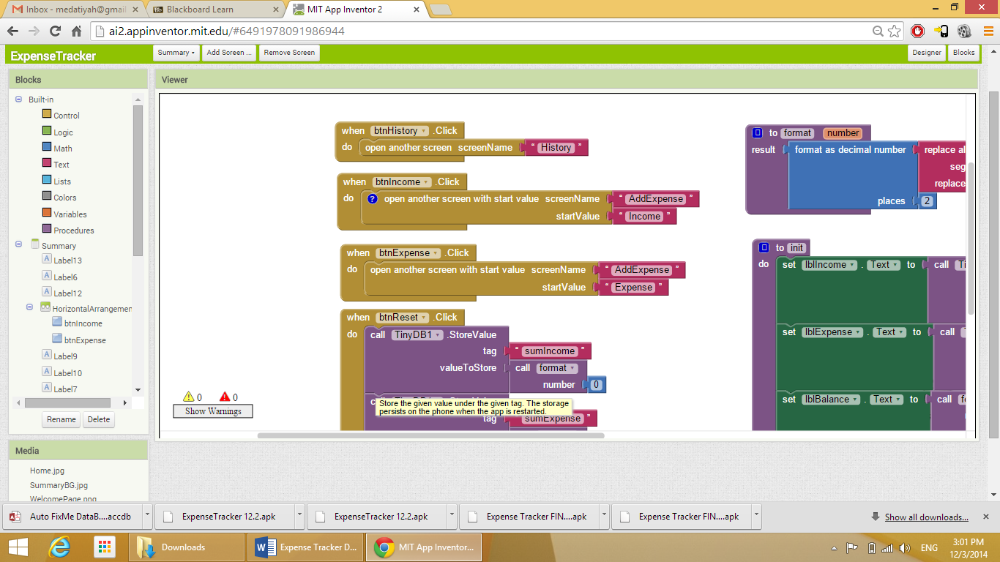 Inbox - medatiyah@gmail
Blackboard Learn
MIT App Inventor 2
ai2.appinventor.mit.edu/#6491978091986944
ExpenseTracker
Summary
Add Screen ...
Remove Screen
Designer
Blocks
Blocks
Built-in
Control
Logic
Math
Text
Lists
Colors
Variables
Procedures
Summary
Label13
Label6
Label12
HorizontalArrangemen
btnIncome
btnExpense
Label9
Label10
Label7
Rename
Delete
Media
Home.jpg
SummaryBG.jpg
WelcomePage.png
Viewer
when btnHistory .Click
do open another screen screenName " History "
when btnIncome .Click
do ? open another screen with start value screenName " AddExpense "
startValue " Income "
when btnExpense .Click
do open another screen with start value screenName " AddExpense "
startValue " Expense "
when btnReset .Click
do call TinyDB1 .StoreValue
tag " sumIncome "
valueToStore call format
number 0
Store the given value under the given tag. The storage
persists on the phone when the app is restarted.
tag " sumExpense "
0 0
Show Warnings
to format number
result format as decimal number replace al
seg
replace
places 2
to init
do set lblIncome . Text to call Ti
set lblExpense . Text to call
set lblBalance . Text to call fo
Auto FixMe DataB....accdb
ExpenseTracker 12.2.apk
ExpenseTracker 12.2.apk
Expense Tracker FIN....apk
Expense Tracker FIN....apk
Show all downloads...
Downloads
Expense Tracker D...
MIT App Inventor...
ENG
3:01 PM
12/3/2014